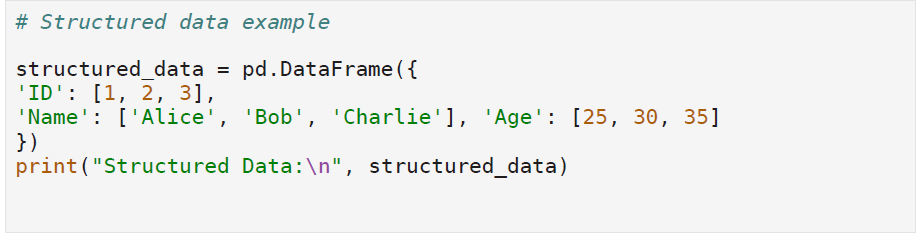 # Structured data example
structured_data = pd.DataFrame({
'ID': [1, 2, 3],
'Name': ['Alice', 'Bob', 'Charlie'], 'Age': [25, 30, 35]
})
print("Structured Data:\n", structured_data)